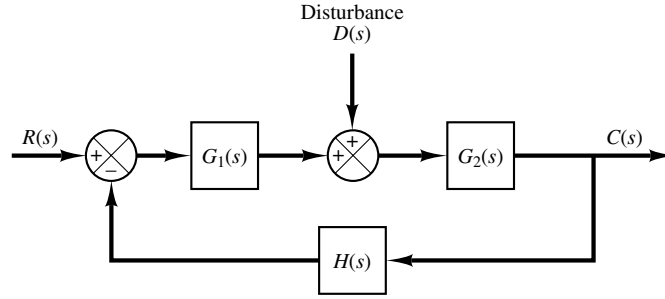 Disturbance
D(s)
R(s)
+
−
G₁(s)
+
+
G₂(s)
C(s)
H(s)